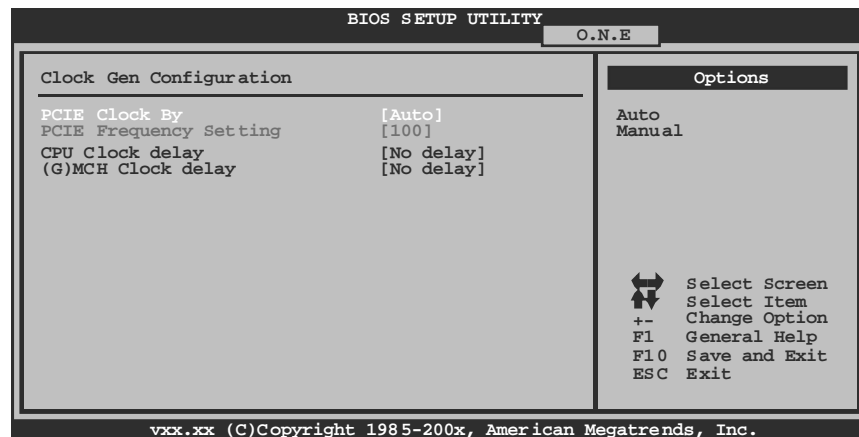 BIOS SETUP UTILITY
O.N.E
Clock Gen Configuration
PCIE Clock By [Auto]
PCIE Frequency Setting [100]
CPU Clock delay [No delay]
(G)MCH Clock delay [No delay]
Options
Auto
Manual
Select Screen
Select Item
+- Change Option
F1 General Help
F10 Save and Exit
ESC Exit
vxx.xx (C)Copyright 1985-200x, American Megatrends, Inc.